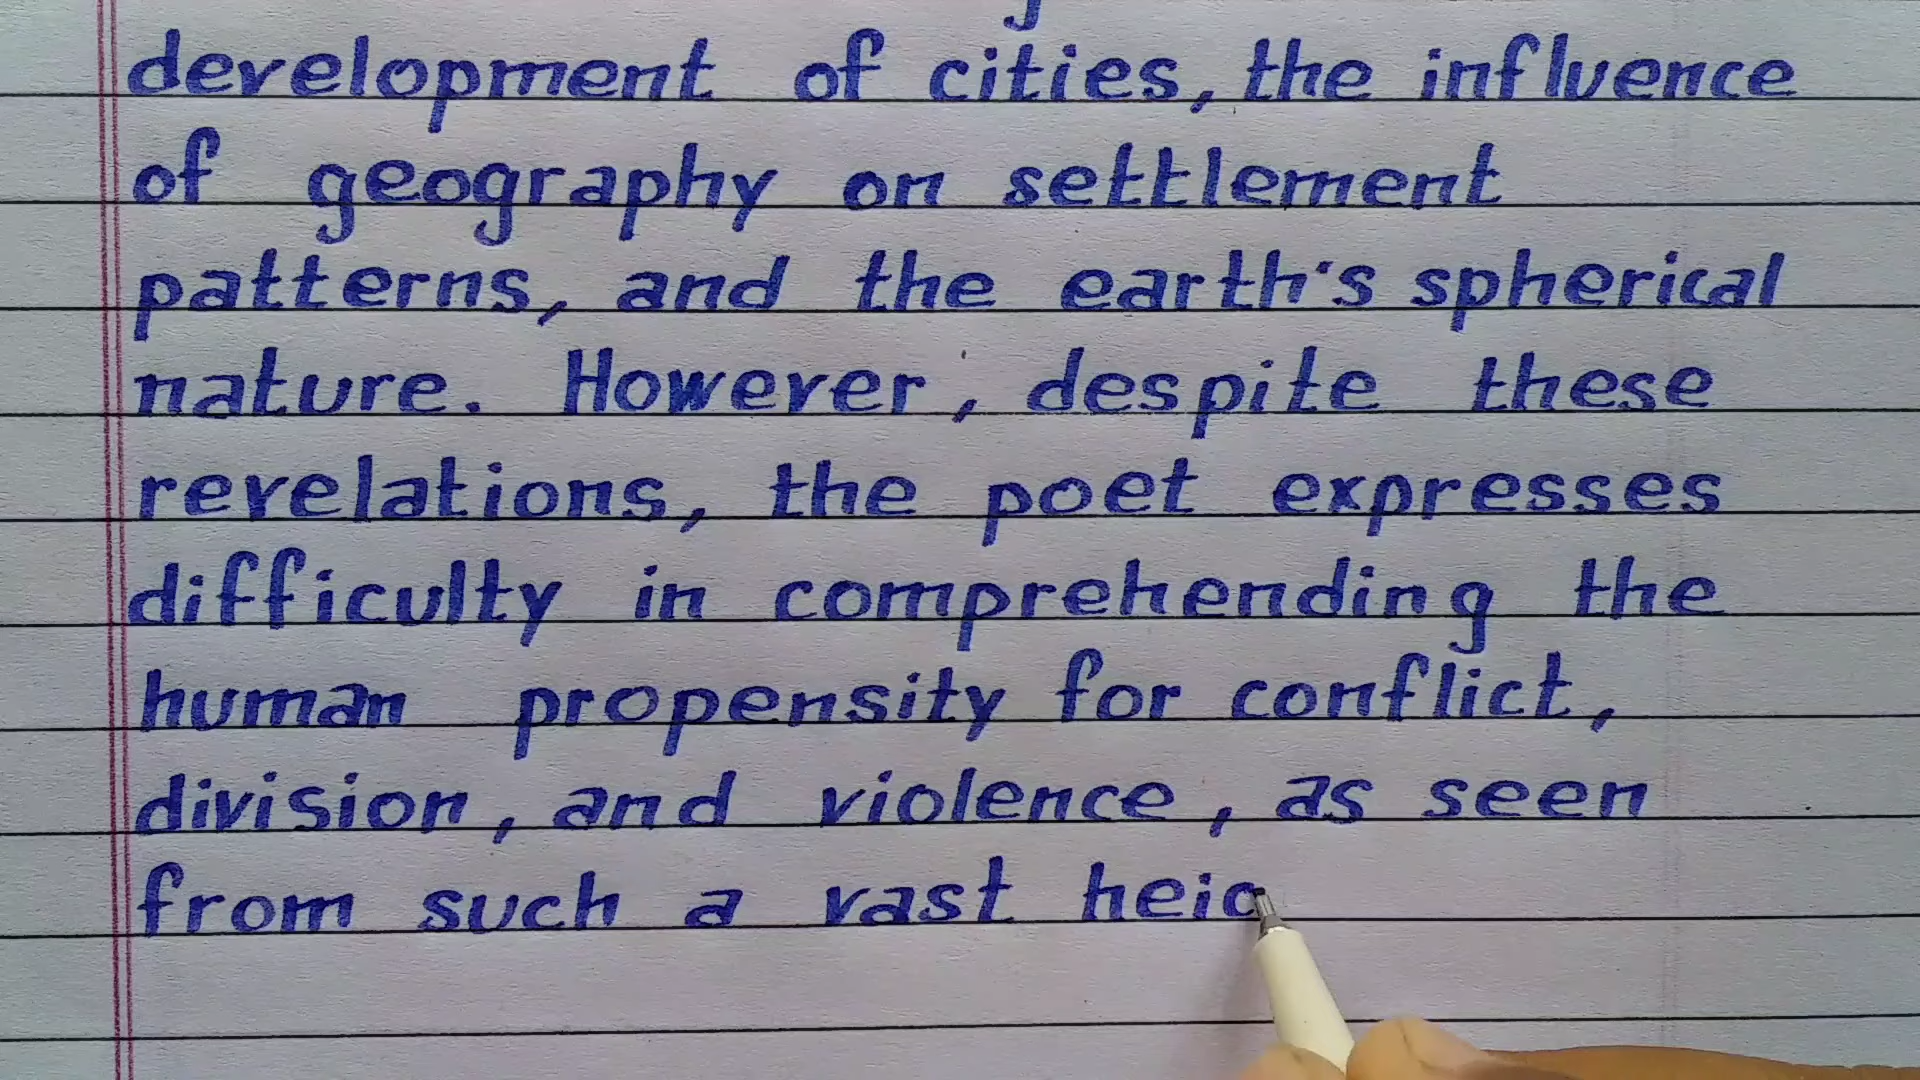 development of cities, the influence
of geography on settlement
patterns, and the earth's spherical
nature. However, despite these
revelations, the poet expresses
difficulty in comprehending the
human propensity for conflict,
division, and violence, as seen
from such a vast